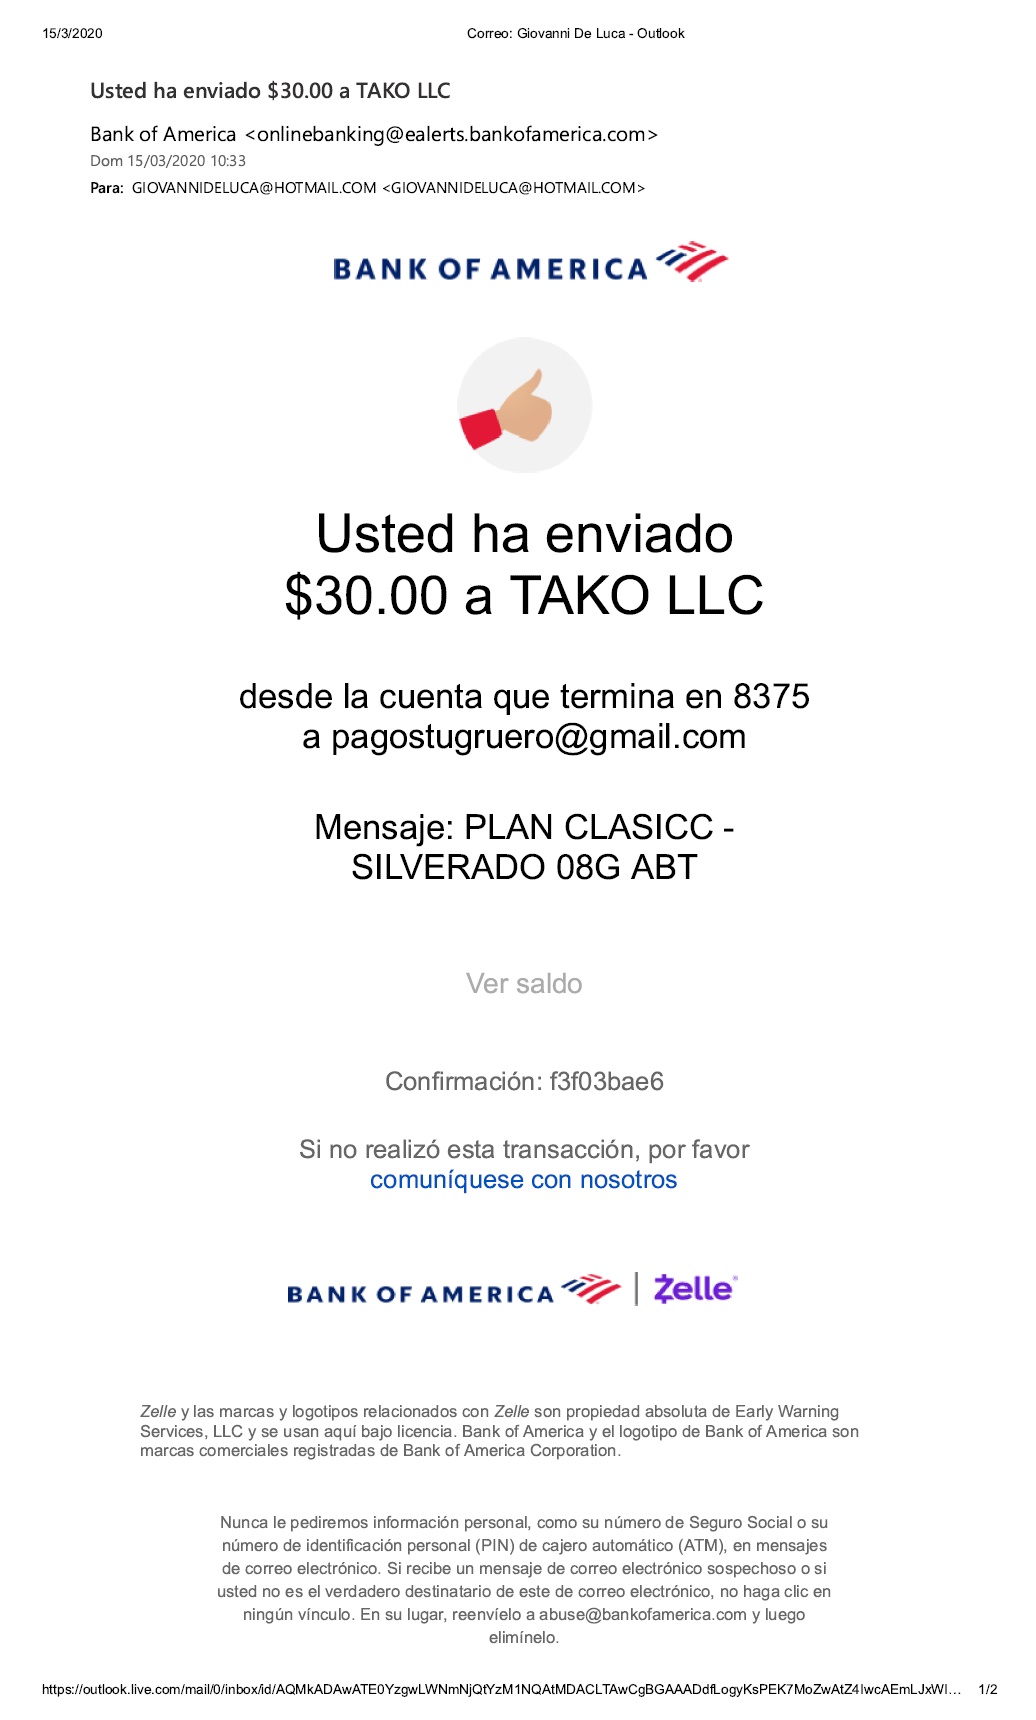 15/3/2020 Correo: Giovanni De Luca - Outlook
Usted ha enviado $30.00 a TAKO LLC
Bank of America <onlinebanking@ealerts.bankofamerica.com>
Dom 15/03/2020 10:33
Para: GIOVANNIDELUCA@HOTMAIL.COM <GIOVANNIDELUCA@HOTMAIL.COM>
BANK OF AMERICA
Usted ha enviado
$30.00 a TAKO LLC
desde la cuenta que termina en 8375
a pagostugruero@gmail.com
Mensaje: PLAN CLASICC -
SILVERADO 08G ABT
Ver saldo
Confirmación: f3f03bae6
Si no realizó esta transacción, por favor
comuníquese con nosotros
BANK OF AMERICA | Zelle®
Zelle y las marcas y logotipos relacionados con Zelle son propiedad absoluta de Early Warning
Services, LLC y se usan aquí bajo licencia. Bank of America y el logotipo de Bank of America son
marcas comerciales registradas de Bank of America Corporation.
Nunca le pediremos información personal, como su número de Seguro Social o su
número de identificación personal (PIN) de cajero automático (ATM), en mensajes
de correo electrónico. Si recibe un mensaje de correo electrónico sospechoso o si
usted no es el verdadero destinatario de este de correo electrónico, no haga clic en
ningún vínculo. En su lugar, reenvíelo a abuse@bankofamerica.com y luego
elimínelo.
https://outlook.live.com/mail/0/inbox/id/AQMkADAwATE0YzgwLWNmNjQtYzM1NQAtMDACLTAwCgBGAAADdfLogyKsPEK7MoZwAtZ4lwcAEmLJxWl… 1/2